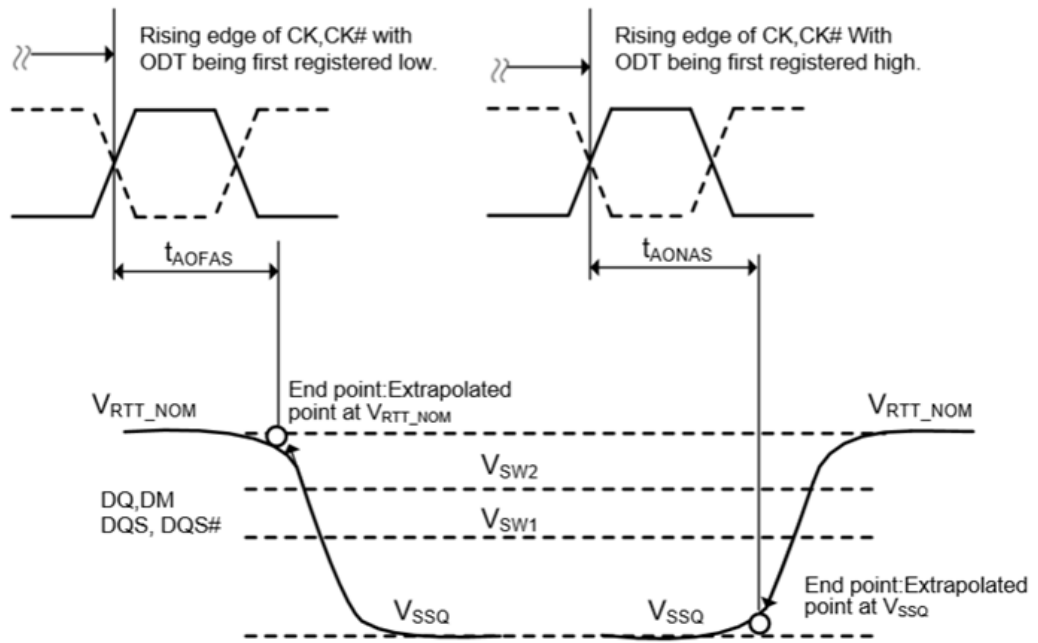 Rising edge of CK,CK# with
ODT being first registered low.
Rising edge of CK,CK# With
ODT being first registered high.
tAOFAS
tAONAS
End point:Extrapolated
point at VRTT_NOM
VRTT_NOM
VRTT_NOM
VSW2
DQ,DM
DQS, DQS#
VSW1
End point:Extrapolated
point at VSSQ
VSSQ
VSSQ